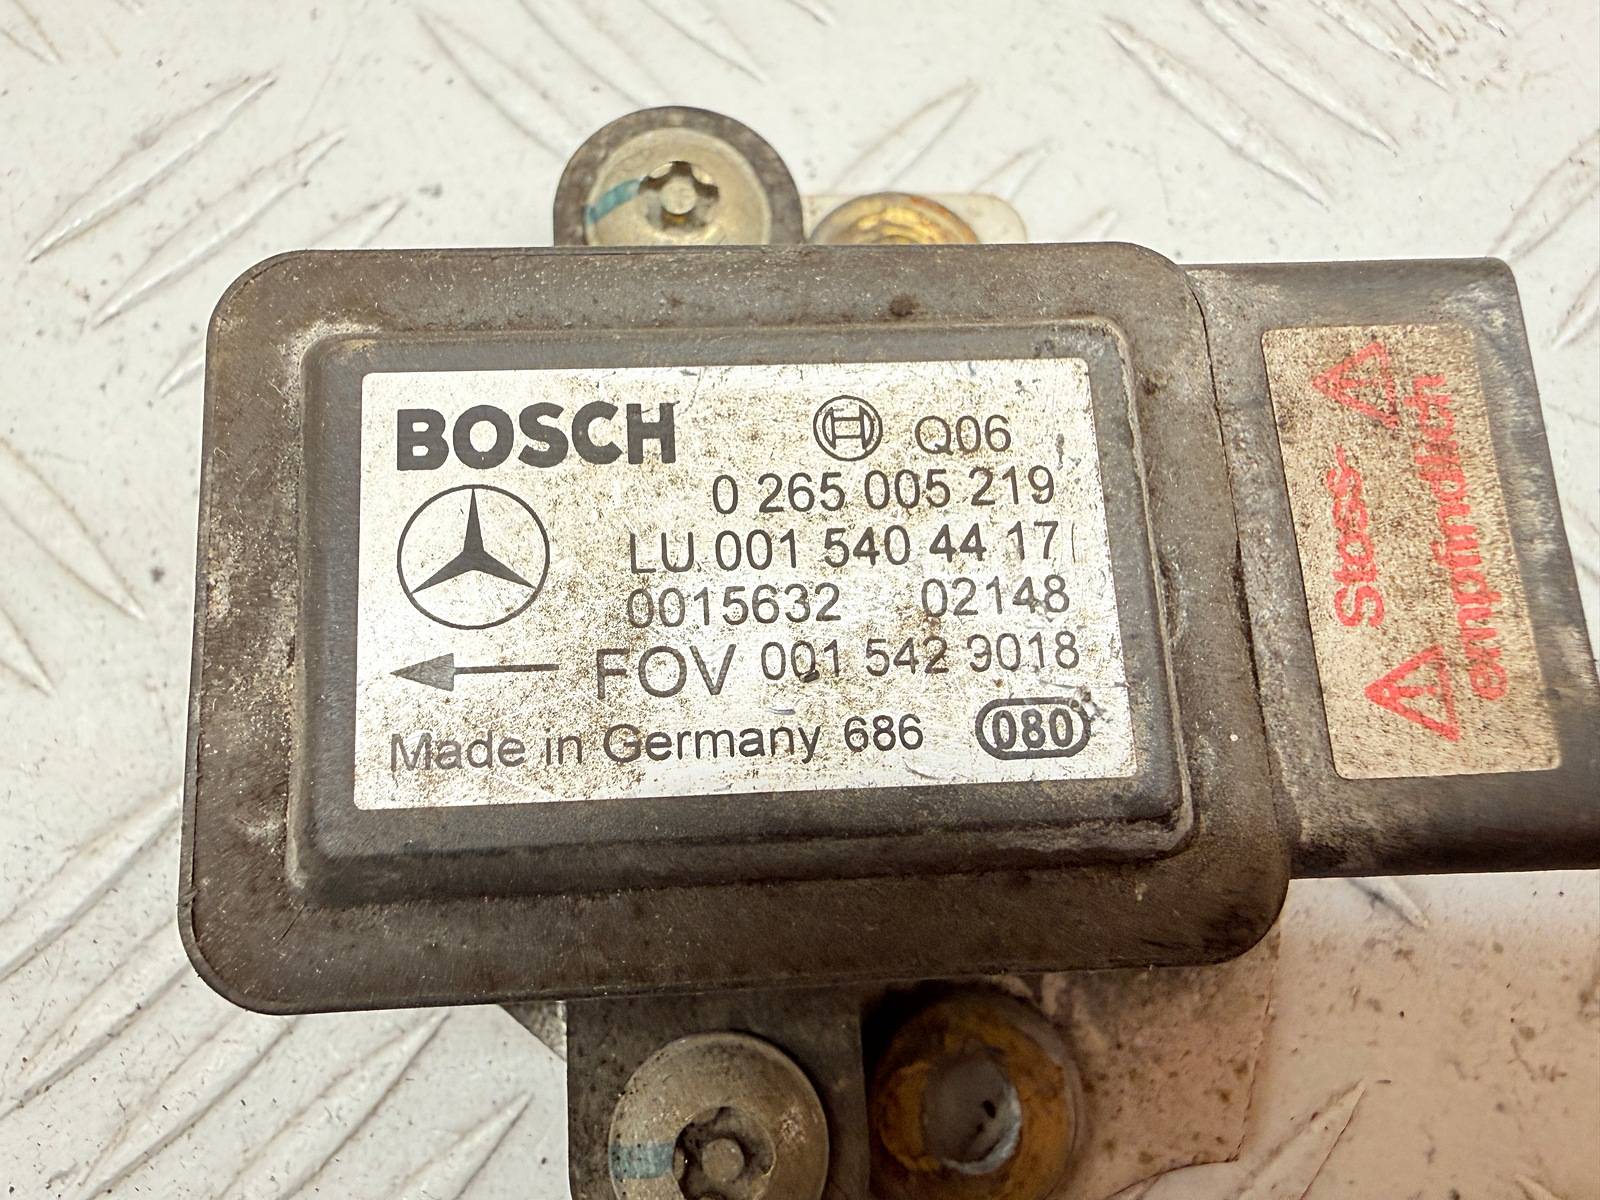 BOSCH
Q06
0 265 005 219
LU 001 540 44 17
0015632 02148
FOV 001 542 3018
Made in Germany 686 080
Stoss-
empfindlich